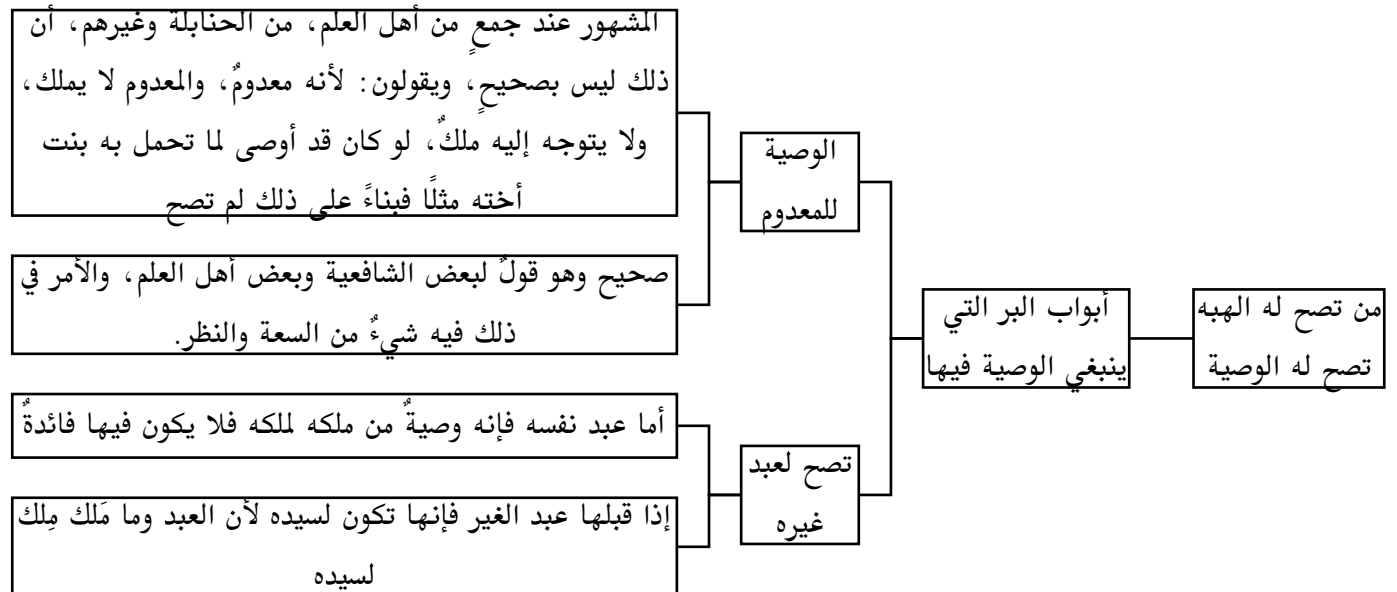 من تصح له الهبه
تصح له الوصية
أبواب البر التي
ينبغي الوصية فيها
الوصية
للمعدوم
المشهور عند جمعٍ من أهل العلم، من الحنابلة وغيرهم، أن
ذلك ليس بصحيحٍ، ويقولون: لأنه معدومٌ، والمعدوم لا يملك،
ولا يتوجه إليه ملكٌ، لو كان قد أوصى لما تحمل به بنت
أخته مثلًا فبناءً على ذلك لم تصح
صحيح وهو قولٌ لبعض الشافعية وبعض أهل العلم، والأمر في
ذلك فيه شيءٌ من السعة والنظر.
تصح لعبد
غيره
أما عبد نفسه فإنه وصيةٌ من ملكه لملكه فلا يكون فيها فائدةٌ
إذا قبلها عبد الغير فإنها تكون لسيده لأن العبد وما مَلك مِلك
لسيده